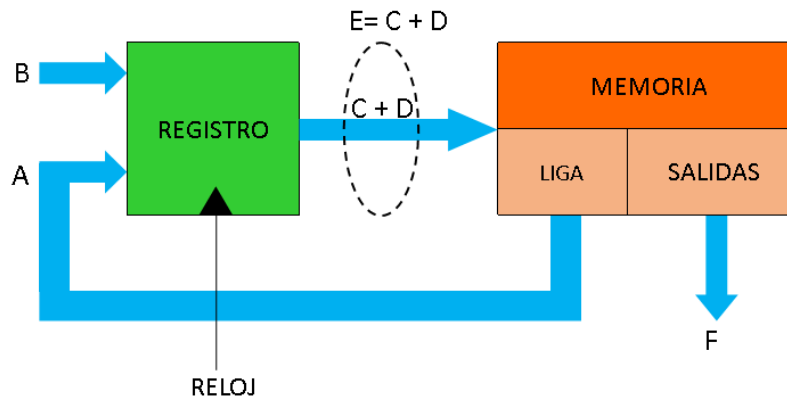 E= C + D
B
REGISTRO
C + D
MEMORIA
A
LIGA
SALIDAS
F
RELOJ